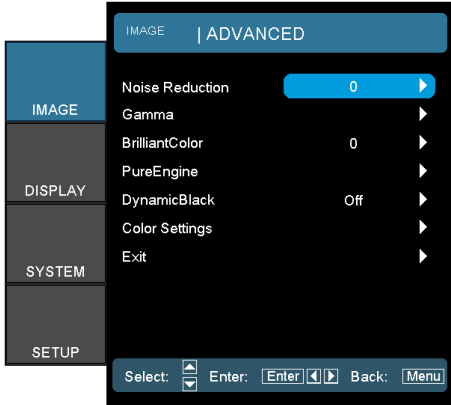 IMAGE | ADVANCED
IMAGE
DISPLAY
SYSTEM
SETUP
Noise Reduction 0
Gamma
BrilliantColor 0
PureEngine
DynamicBlack Off
Color Settings
Exit
Select: Enter: Enter Back: Menu